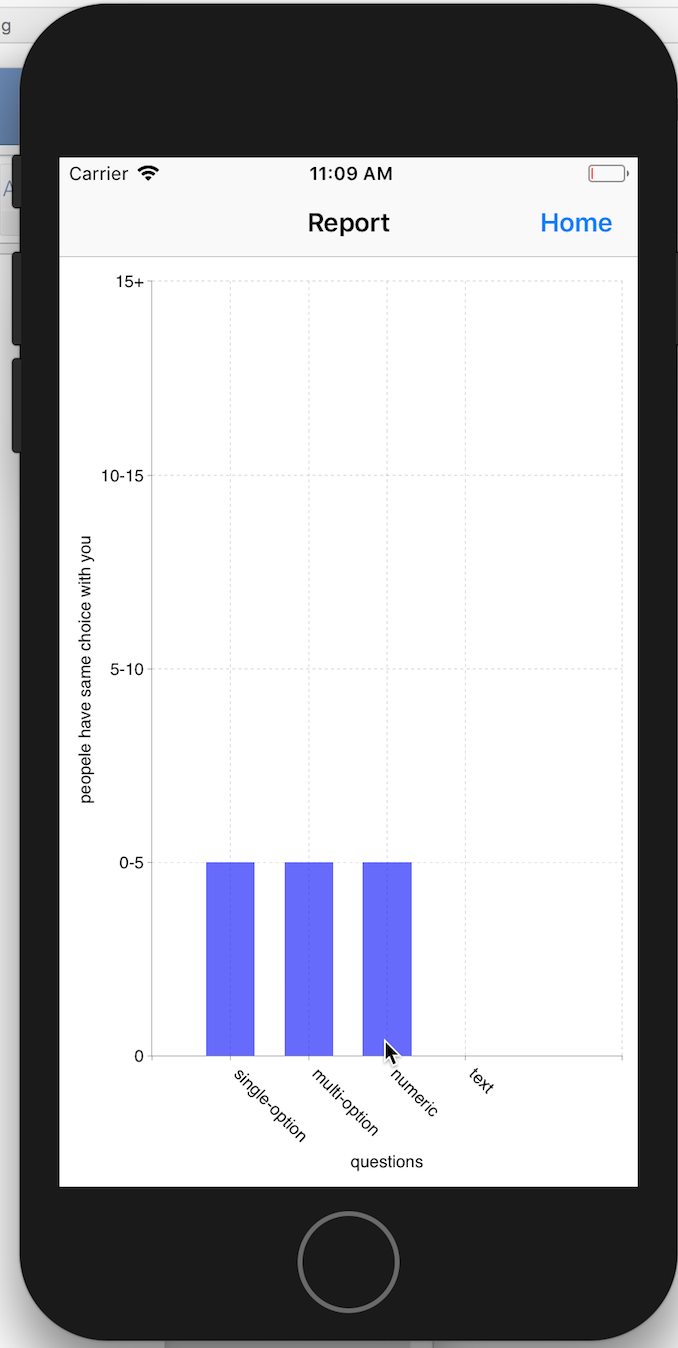 g
A
Carrier 11:09 AM
Report Home
15+
10-15
5-10
0-5
0
peopele have same choice with you
single-option
multi-option
numeric
text
questions